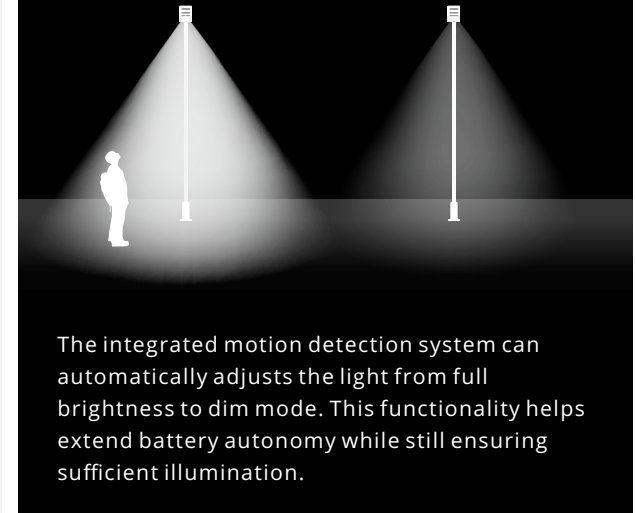 The integrated motion detection system can
automatically adjusts the light from full
brightness to dim mode. This functionality helps
extend battery autonomy while still ensuring
sufficient illumination.